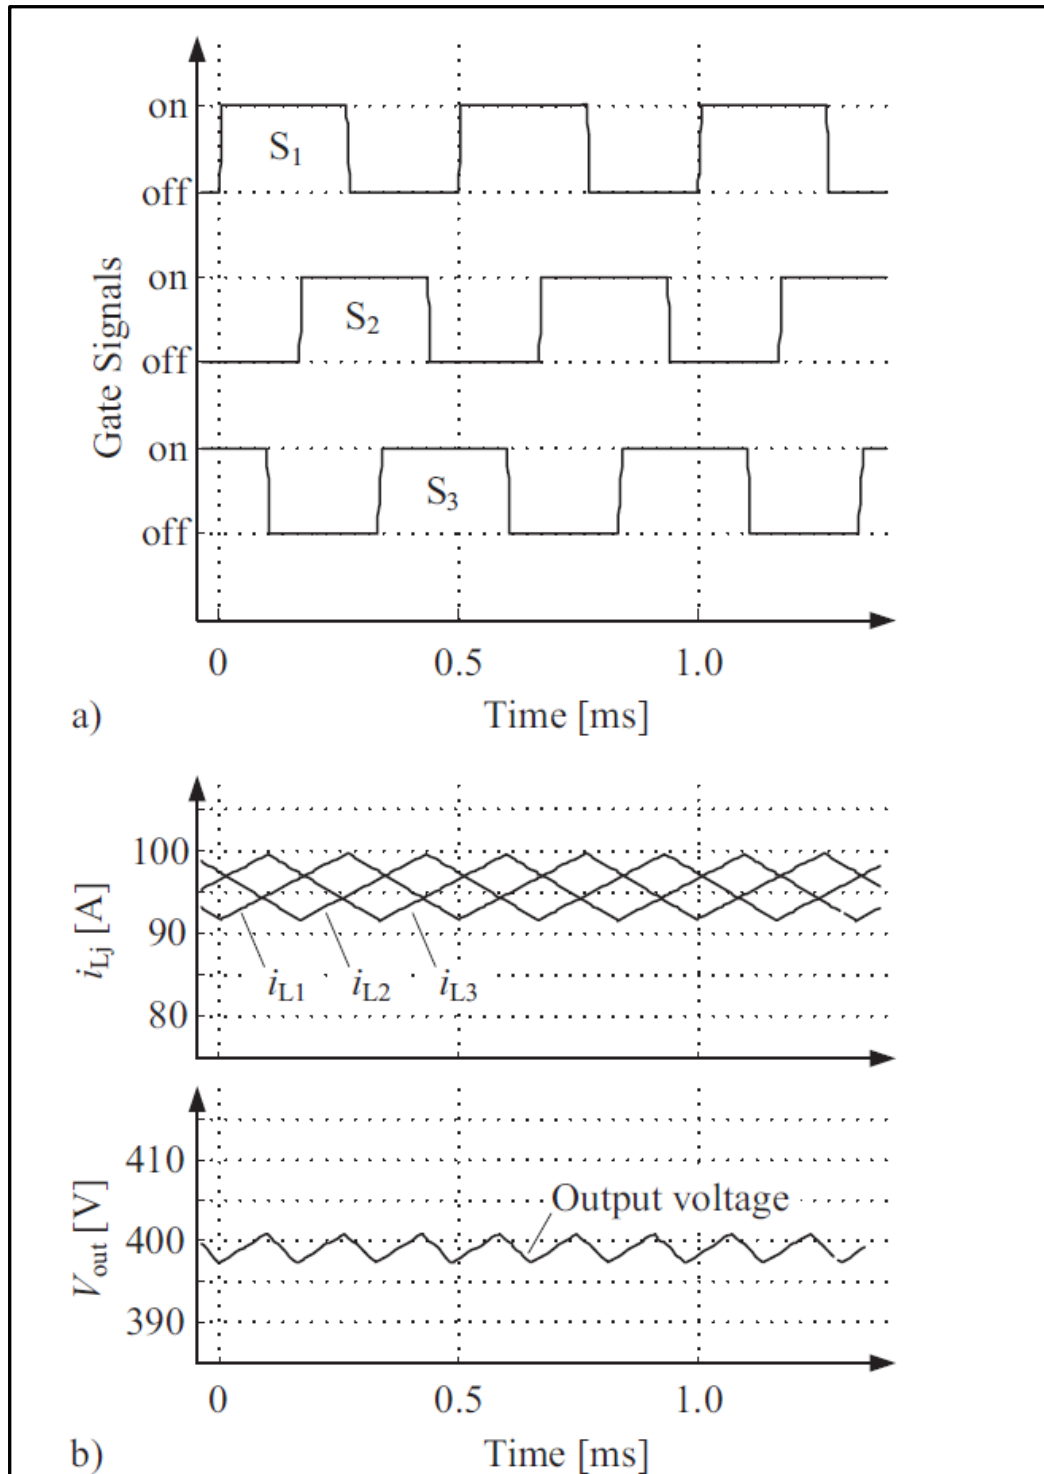 on
S1
off
on
S2
off
on
S3
off
Gate Signals
0 0.5 1.0
a) Time [ms]
100
90
80
iLj [A]
iL1 iL2 iL3
410
400
390
Vout [V]
Output voltage
0 0.5 1.0
b) Time [ms]